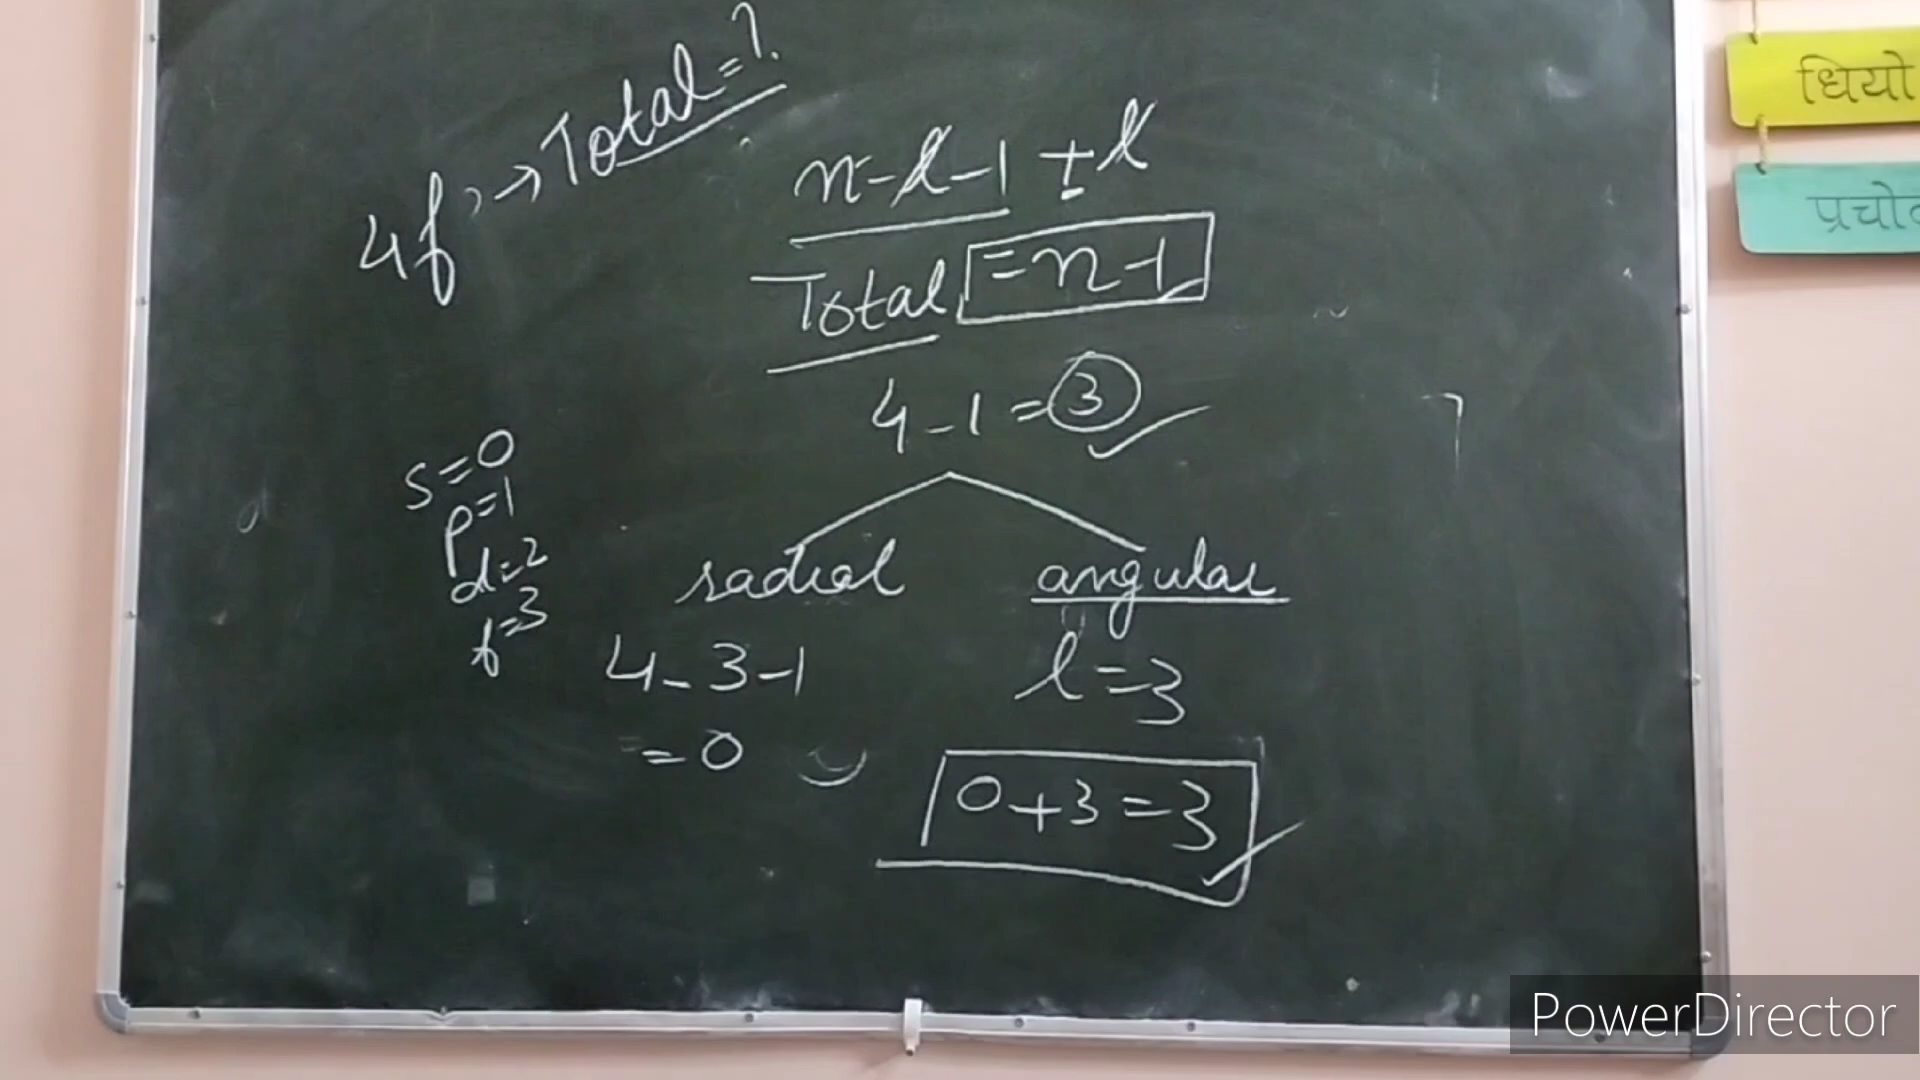 4f, → Total = ?
n-l-1 + l
Total = n-1
4-1 = 3
s=0
p=1
d=2
f=3
radial
angular
4-3-1
= 0
l=3
0+3=3
धियो
PowerDirector